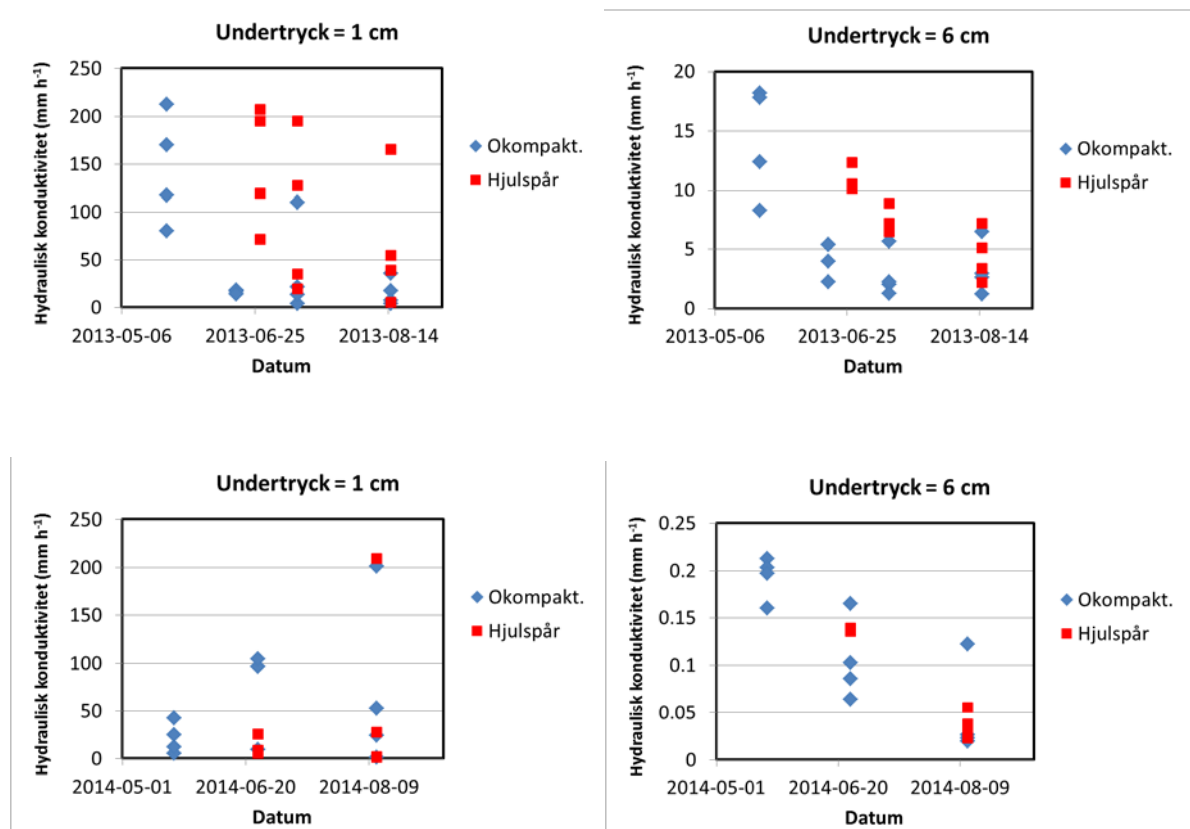 Undertryck = 1 cm
Hydraulisk konduktivitet (mm h⁻¹)
250
200
150
100
50
0
2013-05-06 2013-06-25 2013-08-14
Datum
Okompakt.
Hjulspår
Undertryck = 6 cm
Hydraulisk konduktivitet (mm h⁻¹)
20
15
10
5
0
2013-05-06 2013-06-25 2013-08-14
Datum
Okompakt.
Hjulspår
Undertryck = 1 cm
Hydraulisk konduktivitet (mm h⁻¹)
250
200
150
100
50
0
2014-05-01 2014-06-20 2014-08-09
Datum
Okompakt.
Hjulspår
Undertryck = 6 cm
Hydraulisk konduktivitet (mm h⁻¹)
0.25
0.2
0.15
0.1
0.05
0
2014-05-01 2014-06-20 2014-08-09
Datum
Okompakt.
Hjulspår